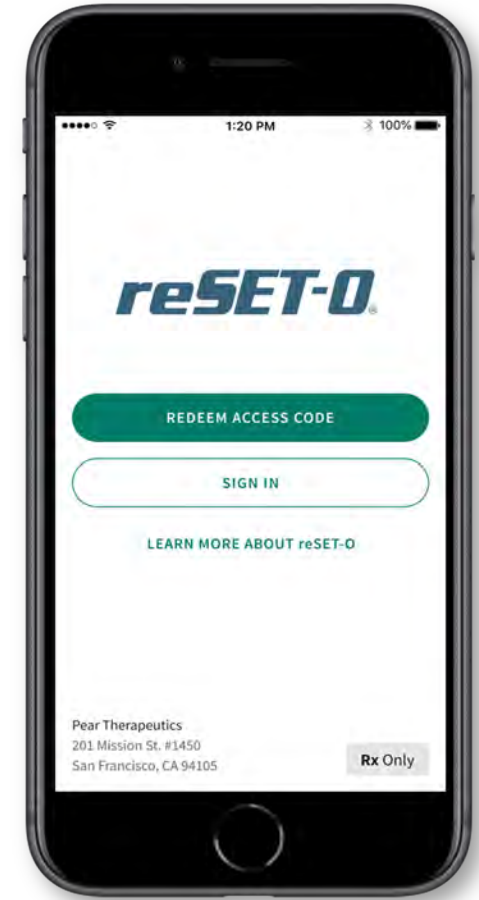 1:20 PM
100%
reSET-O®
REDEEM ACCESS CODE
SIGN IN
LEARN MORE ABOUT reSET-O
Pear Therapeutics
201 Mission St. #1450
San Francisco, CA 94105
Rx Only